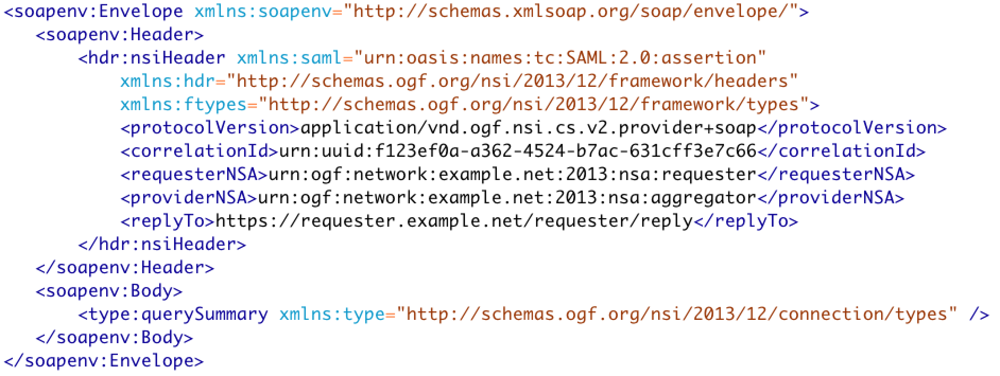 <soapenv:Envelope xmlns:soapenv="http://schemas.xmlsoap.org/soap/envelope/">
<soapenv:Header>
<hdr:nsiHeader xmlns:saml="urn:oasis:names:tc:SAML:2.0:assertion"
xmlns:hdr="http://schemas.ogf.org/nsi/2013/12/framework/headers"
xmlns:ftypes="http://schemas.ogf.org/nsi/2013/12/framework/types">
<protocolVersion>application/vnd.ogf.nsi.cs.v2.provider+soap</protocolVersion>
<correlationId>urn:uuid:f123ef0a-a362-4524-b7ac-631cff3e7c66</correlationId>
<requesterNSA>urn:ogf:network:example.net:2013:nsa:requester</requesterNSA>
<providerNSA>urn:ogf:network:example.net:2013:nsa:aggregator</providerNSA>
<replyTo>https://requester.example.net/requester/reply</replyTo>
</hdr:nsiHeader>
</soapenv:Header>
<soapenv:Body>
<type:querySummary xmlns:type="http://schemas.ogf.org/nsi/2013/12/connection/types" />
</soapenv:Body>
</soapenv:Envelope>